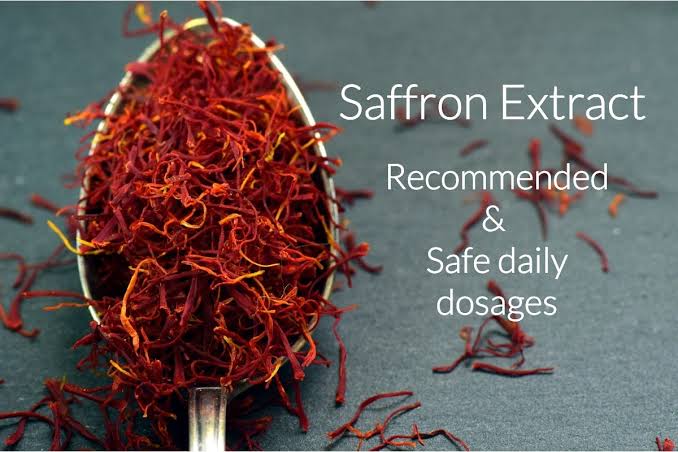 Saffron Extract
Recommended
&
Safe daily
dosages